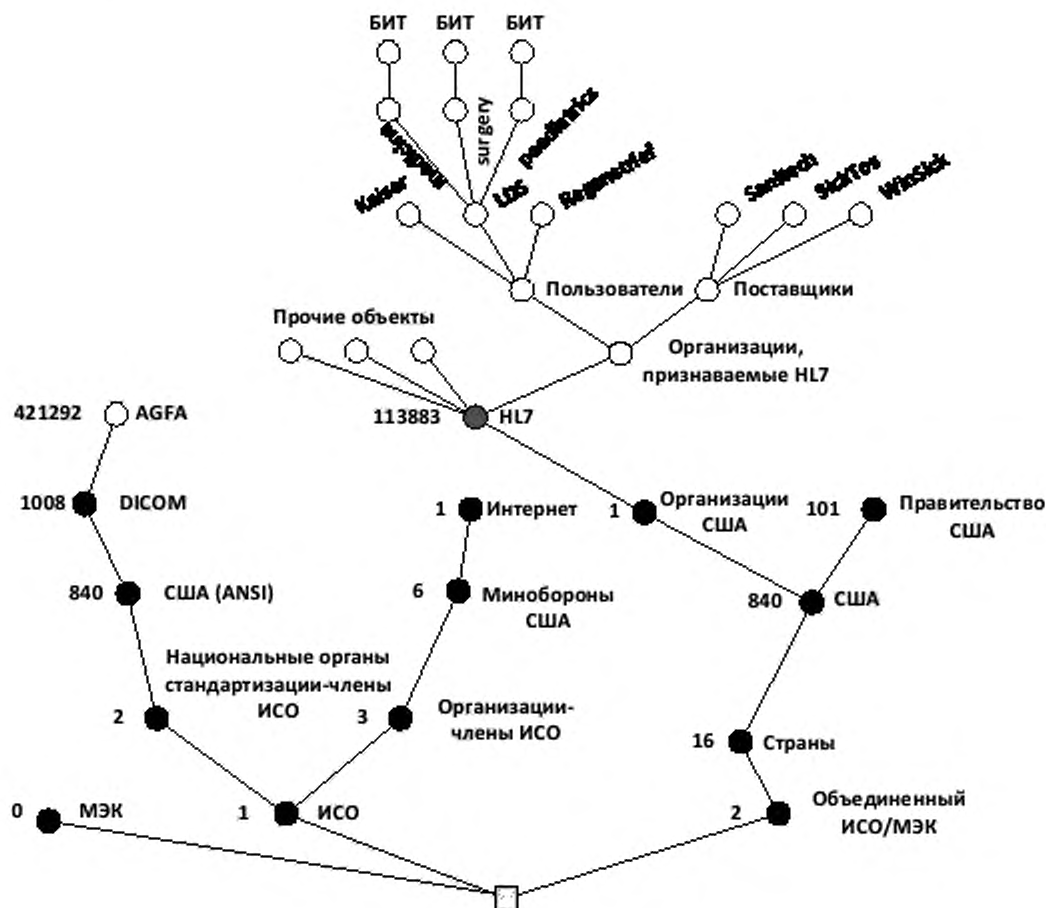 БИТ БИТ БИТ
surgery
paediatrics
Kaiser
LDS
Regenstrief
Sanitech
SickTos
WinSick
Пользователи
Поставщики
Прочие объекты
Организации,
признаваемые HL7
421292 AGFA
113883 HL7
1008 DICOM
1 Интернет
1 Организации
США
101 Правительство
США
840 США (ANSI)
6 Минобороны
США
840 США
Национальные органы
стандартизации-члены
ИСО
2
3 Организации-
члены ИСО
16 Страны
0 МЭК
1 ИСО
2 Объединенный
ИСО/МЭК